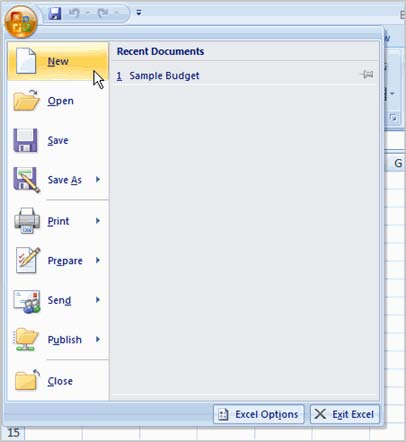 New
Open
Save
Save As
Print
Prepare
Send
Publish
Close
Recent Documents
1 Sample Budget
G
Excel Options
Exit Excel
15